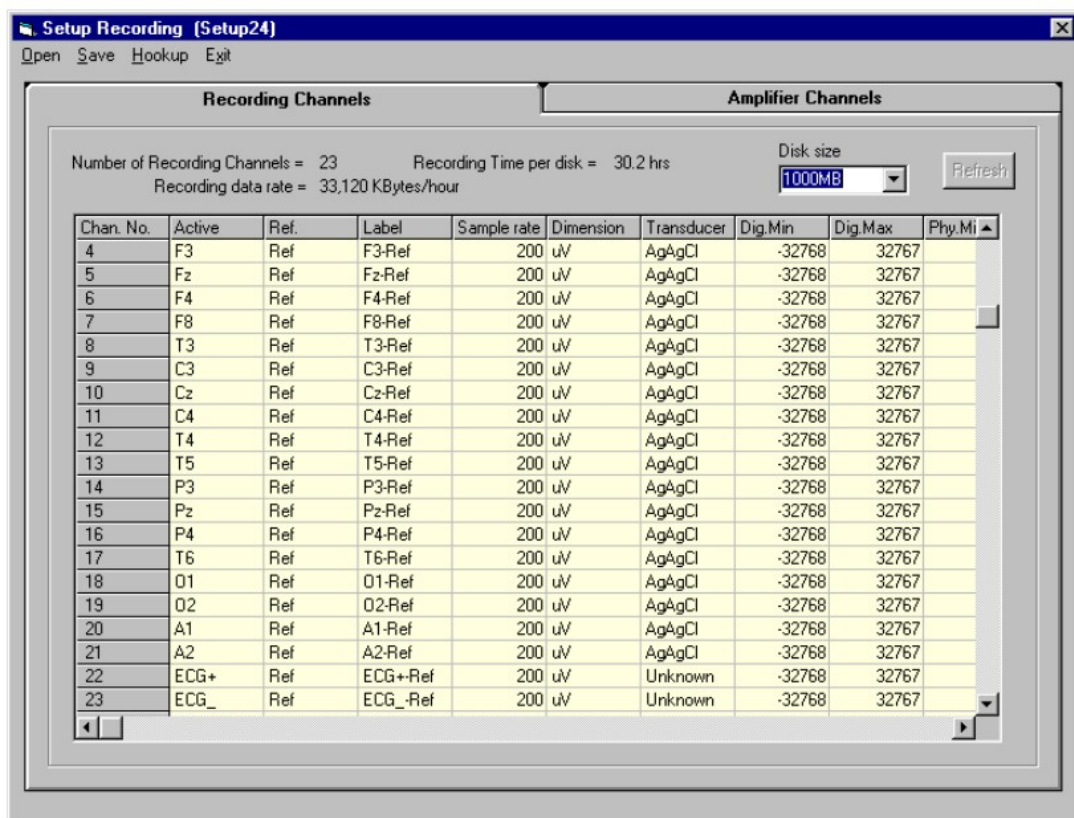 Setup Recording (Setup24)
Open Save Hookup Exit
Recording Channels Amplifier Channels
Number of Recording Channels = 23 Recording Time per disk = 30.2 hrs
Recording data rate = 33,120 KBytes/hour
Disk size
1000MB
Refresh
Chan. No. Active Ref. Label Sample rate Dimension Transducer Dig.Min Dig.Max Phy.Mi
4 F3 Ref F3-Ref 200 uV AgAgCl -32768 32767
5 Fz Ref Fz-Ref 200 uV AgAgCl -32768 32767
6 F4 Ref F4-Ref 200 uV AgAgCl -32768 32767
7 F8 Ref F8-Ref 200 uV AgAgCl -32768 32767
8 T3 Ref T3-Ref 200 uV AgAgCl -32768 32767
9 C3 Ref C3-Ref 200 uV AgAgCl -32768 32767
10 Cz Ref Cz-Ref 200 uV AgAgCl -32768 32767
11 C4 Ref C4-Ref 200 uV AgAgCl -32768 32767
12 T4 Ref T4-Ref 200 uV AgAgCl -32768 32767
13 T5 Ref T5-Ref 200 uV AgAgCl -32768 32767
14 P3 Ref P3-Ref 200 uV AgAgCl -32768 32767
15 Pz Ref Pz-Ref 200 uV AgAgCl -32768 32767
16 P4 Ref P4-Ref 200 uV AgAgCl -32768 32767
17 T6 Ref T6-Ref 200 uV AgAgCl -32768 32767
18 O1 Ref O1-Ref 200 uV AgAgCl -32768 32767
19 O2 Ref O2-Ref 200 uV AgAgCl -32768 32767
20 A1 Ref A1-Ref 200 uV AgAgCl -32768 32767
21 A2 Ref A2-Ref 200 uV AgAgCl -32768 32767
22 ECG+ Ref ECG+-Ref 200 uV Unknown -32768 32767
23 ECG_ Ref ECG_-Ref 200 uV Unknown -32768 32767